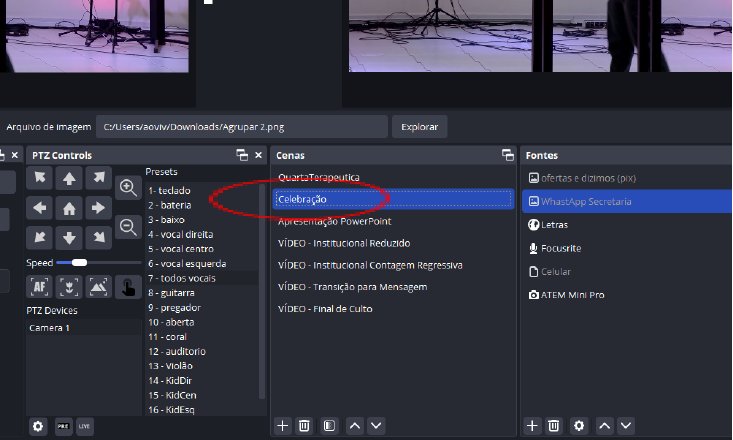 Arquivo de imagem
C:/Users/aoviv/Downloads/Agrupar 2.png
Explorar
PTZ Controls
Presets
1- teclado
2 - bateria
3 - baixo
4 - vocal direita
5 - vocal centro
6 - vocal esquerda
7 - todos vocais
8 - guitarra
9 - pregador
10 - aberta
11 - coral
12 - auditorio
13 - Violão
14 - KidDir
15 - KidCen
16 - KidEsq
Speed
AF
PTZ Devices
Camera 1
PRE
LIVE
Cenas
QuartaTerapeutica
Celebração
Apresentação PowerPoint
VÍDEO - Institucional Reduzido
VÍDEO - Institucional Contagem Regressiva
VÍDEO - Transição para Mensagem
VÍDEO - Final de Culto
Fontes
ofertas e dizimos (pix)
WhastApp Secretaria
Letras
Focusrite
Celular
ATEM Mini Pro